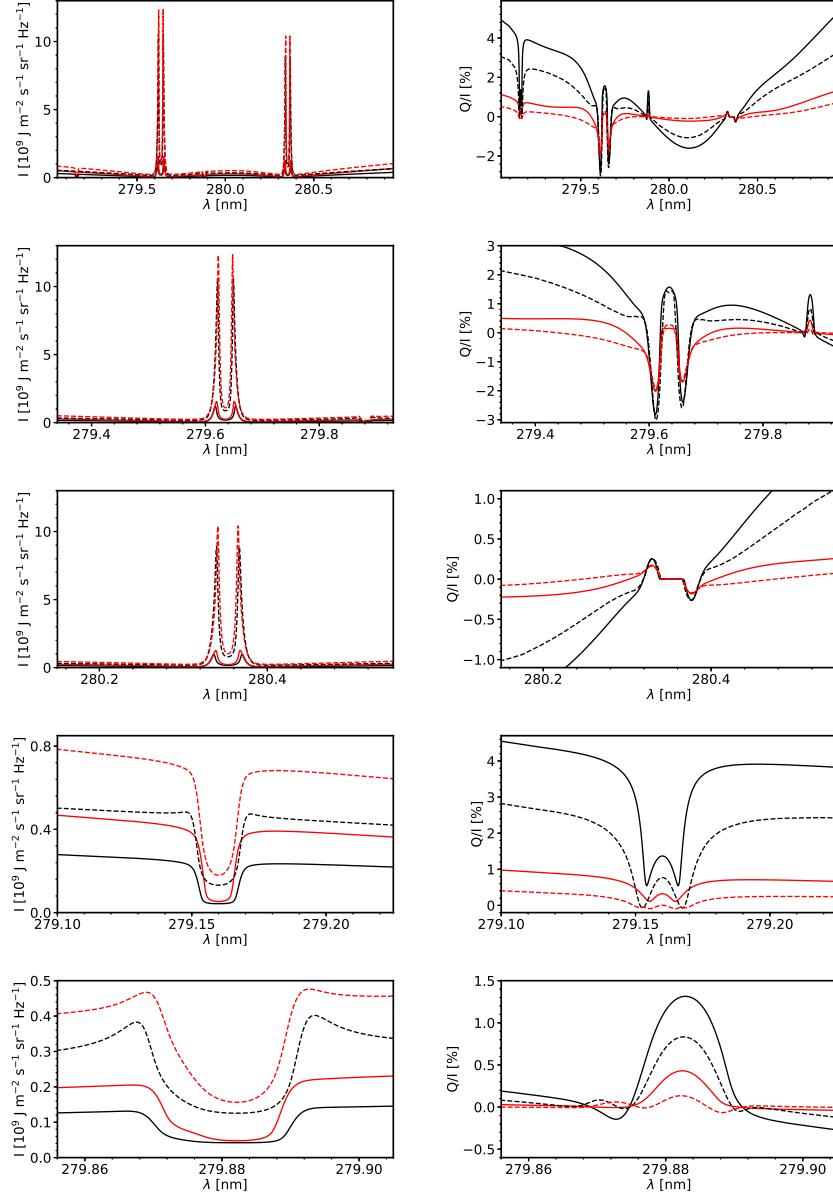 I [10⁹ J m⁻² s⁻¹ sr⁻¹ Hz⁻¹]
10
5
0
279.5 280.0 280.5
λ [nm]
Q/I [%]
4
2
0
−2
279.5 280.0 280.5
λ [nm]
I [10⁹ J m⁻² s⁻¹ sr⁻¹ Hz⁻¹]
10
5
0
279.4 279.6 279.8
λ [nm]
Q/I [%]
3
2
1
0
−1
−2
−3
279.4 279.6 279.8
λ [nm]
I [10⁹ J m⁻² s⁻¹ sr⁻¹ Hz⁻¹]
10
5
0
280.2 280.4
λ [nm]
Q/I [%]
1.0
0.5
0.0
−0.5
−1.0
280.2 280.4
λ [nm]
I [10⁹ J m⁻² s⁻¹ sr⁻¹ Hz⁻¹]
0.8
0.4
0.0
279.10 279.15 279.20
λ [nm]
Q/I [%]
4
3
2
1
0
279.10 279.15 279.20
λ [nm]
I [10⁹ J m⁻² s⁻¹ sr⁻¹ Hz⁻¹]
0.5
0.4
0.3
0.2
0.1
0.0
279.86 279.88 279.90
λ [nm]
Q/I [%]
1.5
1.0
0.5
0.0
−0.5
279.86 279.88 279.90
λ [nm]